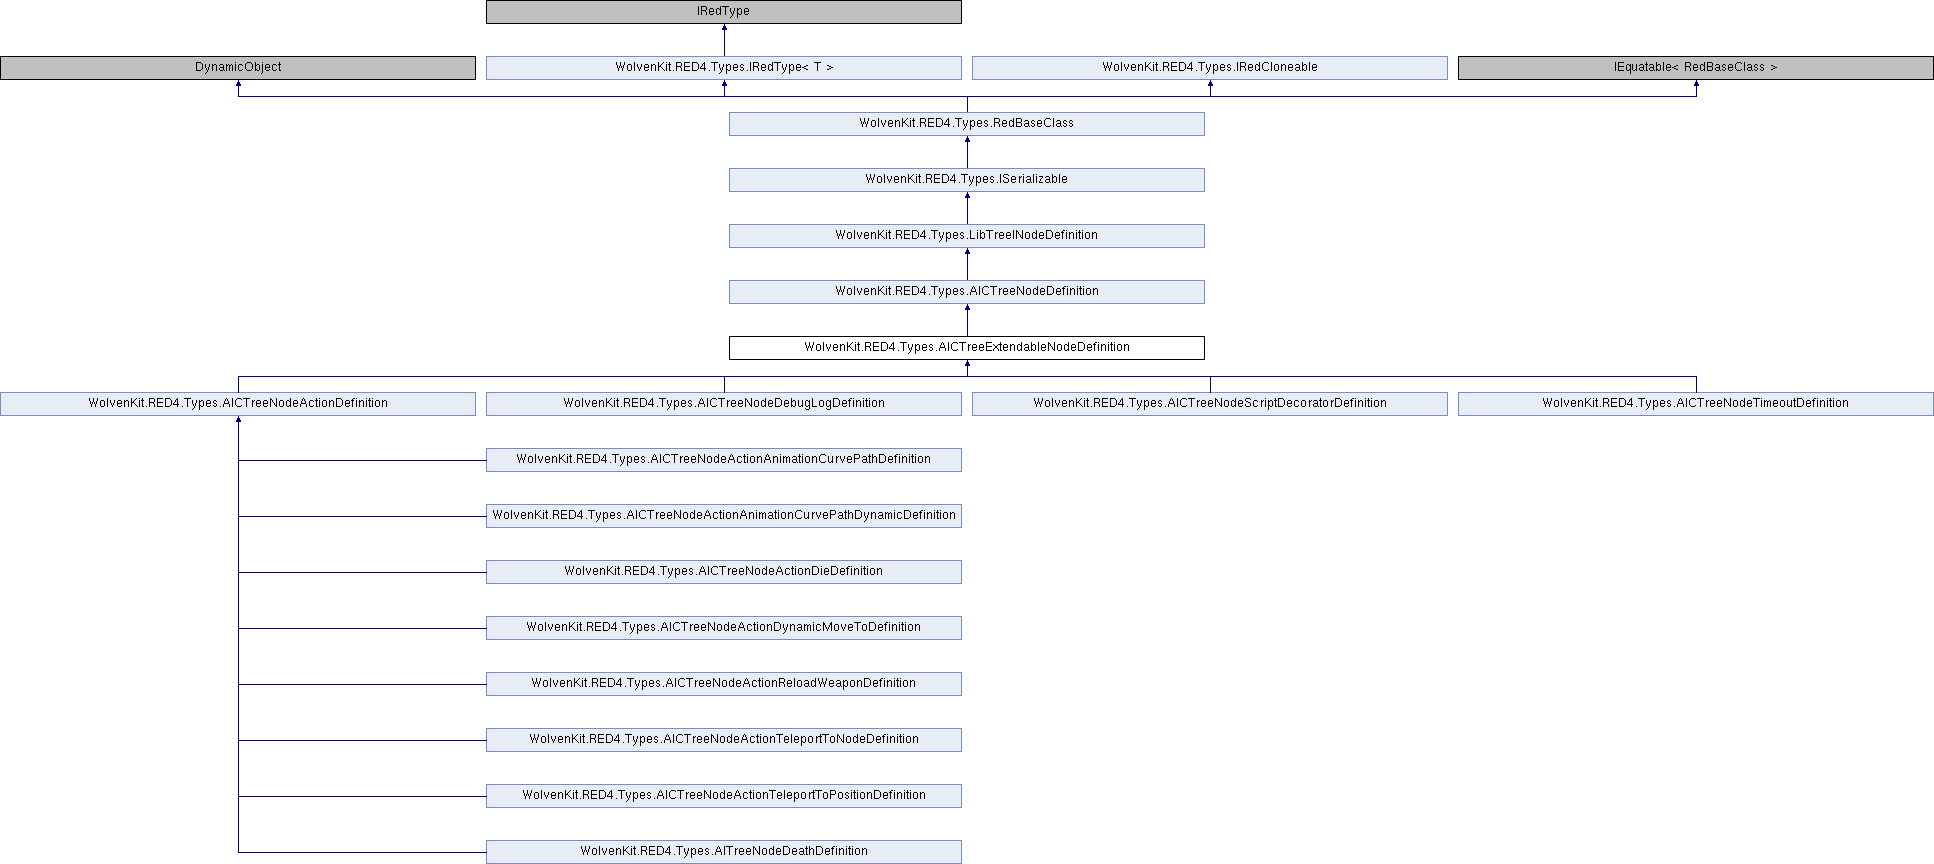 IRedType
DynamicObject
WolvenKit.RED4.Types.IRedType< T >
WolvenKit.RED4.Types.IRedCloneable
IEquatable< RedBaseClass >
WolvenKit.RED4.Types.RedBaseClass
WolvenKit.RED4.Types.ISerializable
WolvenKit.RED4.Types.LibTreeINodeDefinition
WolvenKit.RED4.Types.AICTreeNodeDefinition
WolvenKit.RED4.Types.AICTreeExtendableNodeDefinition
WolvenKit.RED4.Types.AICTreeNodeActionDefinition
WolvenKit.RED4.Types.AICTreeNodeDebugLogDefinition
WolvenKit.RED4.Types.AICTreeNodeScriptDecoratorDefinition
WolvenKit.RED4.Types.AICTreeNodeTimeoutDefinition
WolvenKit.RED4.Types.AICTreeNodeActionAnimationCurvePathDefinition
WolvenKit.RED4.Types.AICTreeNodeActionAnimationCurvePathDynamicDefinition
WolvenKit.RED4.Types.AICTreeNodeActionDieDefinition
WolvenKit.RED4.Types.AICTreeNodeActionDynamicMoveToDefinition
WolvenKit.RED4.Types.AICTreeNodeActionReloadWeaponDefinition
WolvenKit.RED4.Types.AICTreeNodeActionTeleportToNodeDefinition
WolvenKit.RED4.Types.AICTreeNodeActionTeleportToPositionDefinition
WolvenKit.RED4.Types.AITreeNodeDeathDefinition